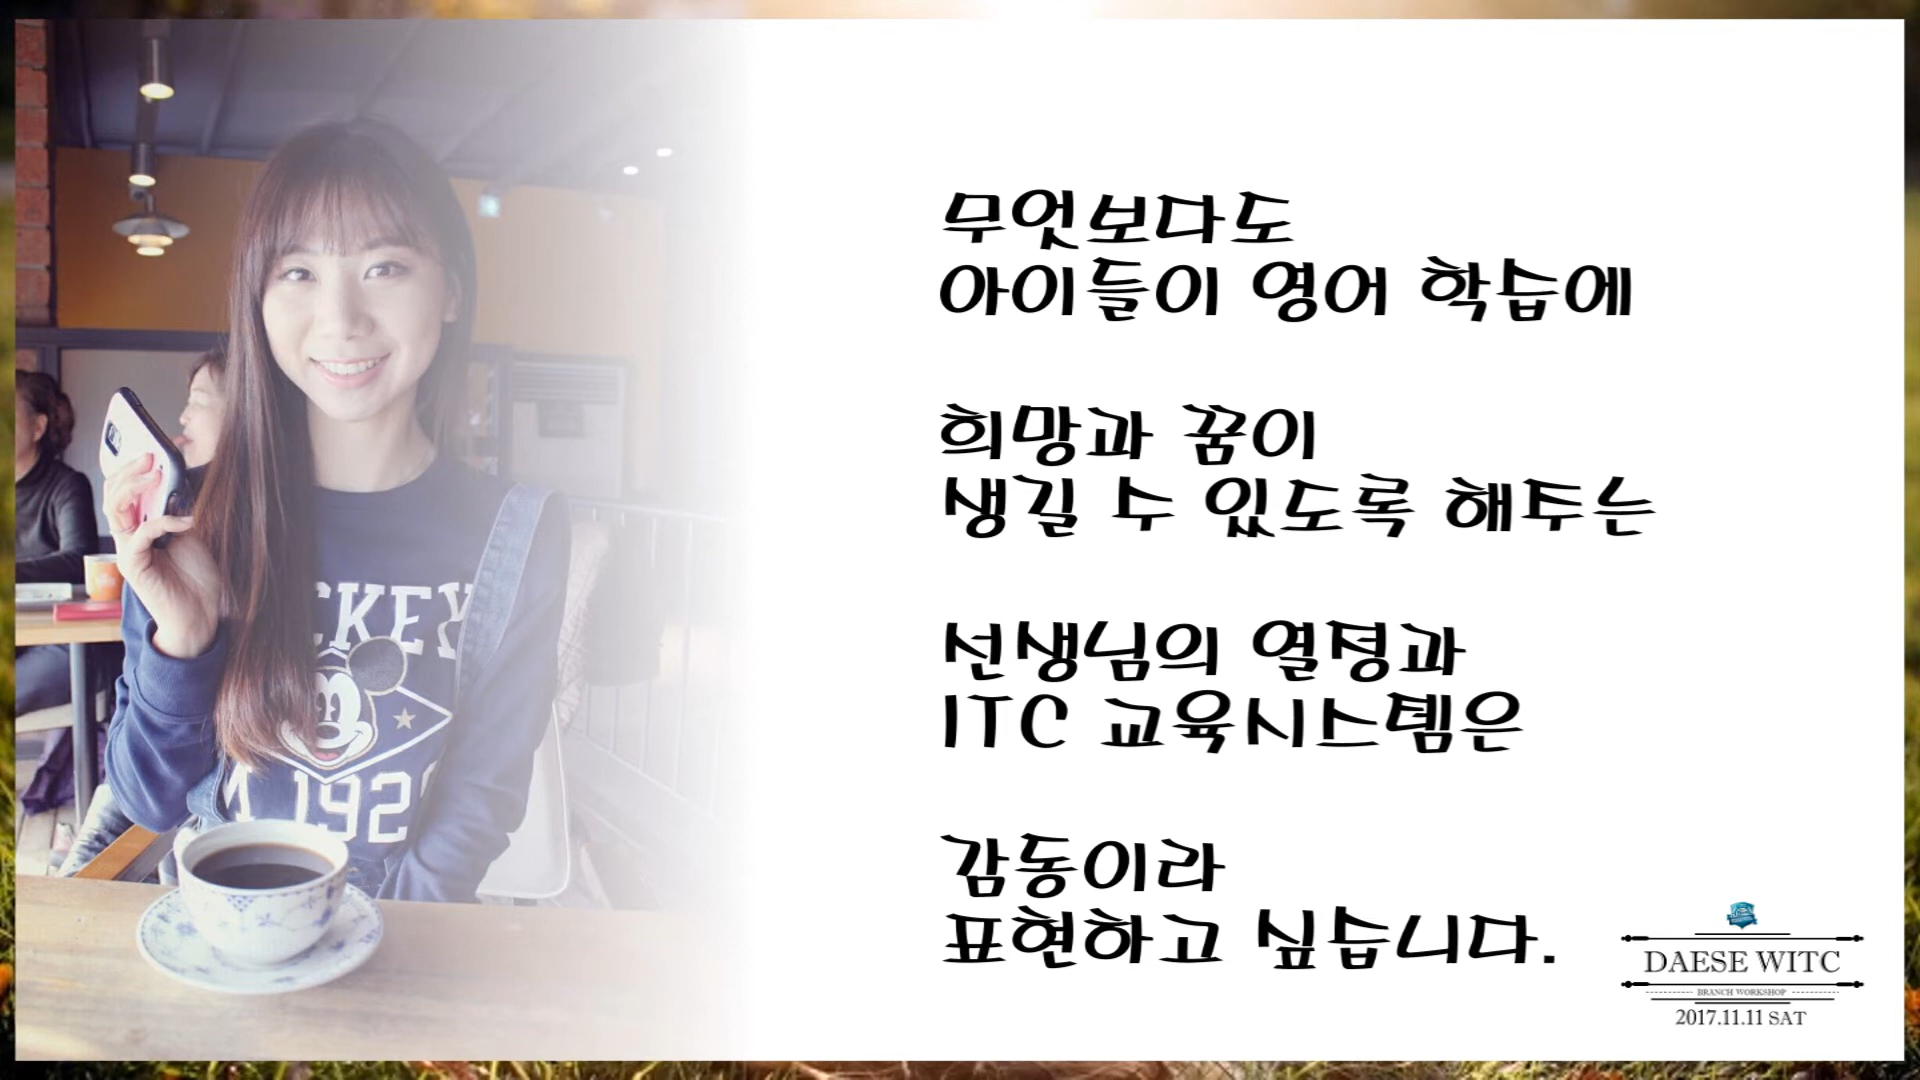 무엇보다도
아이들이 영어 학습에
희망과 꿈이
생길 수 있도록 해주는
선생님의 열정과
ITC 교육시스템은
감동이라
표현하고 싶습니다.
CKEY
1928
DAESE WITC
BRANCH WORKSHOP
2017.11.11 SAT